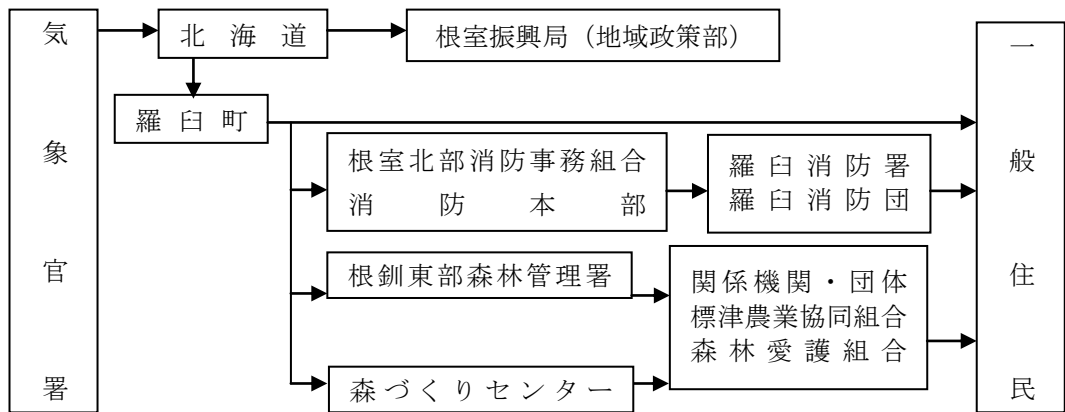 気象官署
北海道
根室振興局（地域政策部）
羅臼町
根室北部消防事務組合
消防本部
羅臼消防署
羅臼消防団
根釧東部森林管理署
関係機関・団体
標津農業協同組合
森林愛護組合
森づくりセンター
一般住民